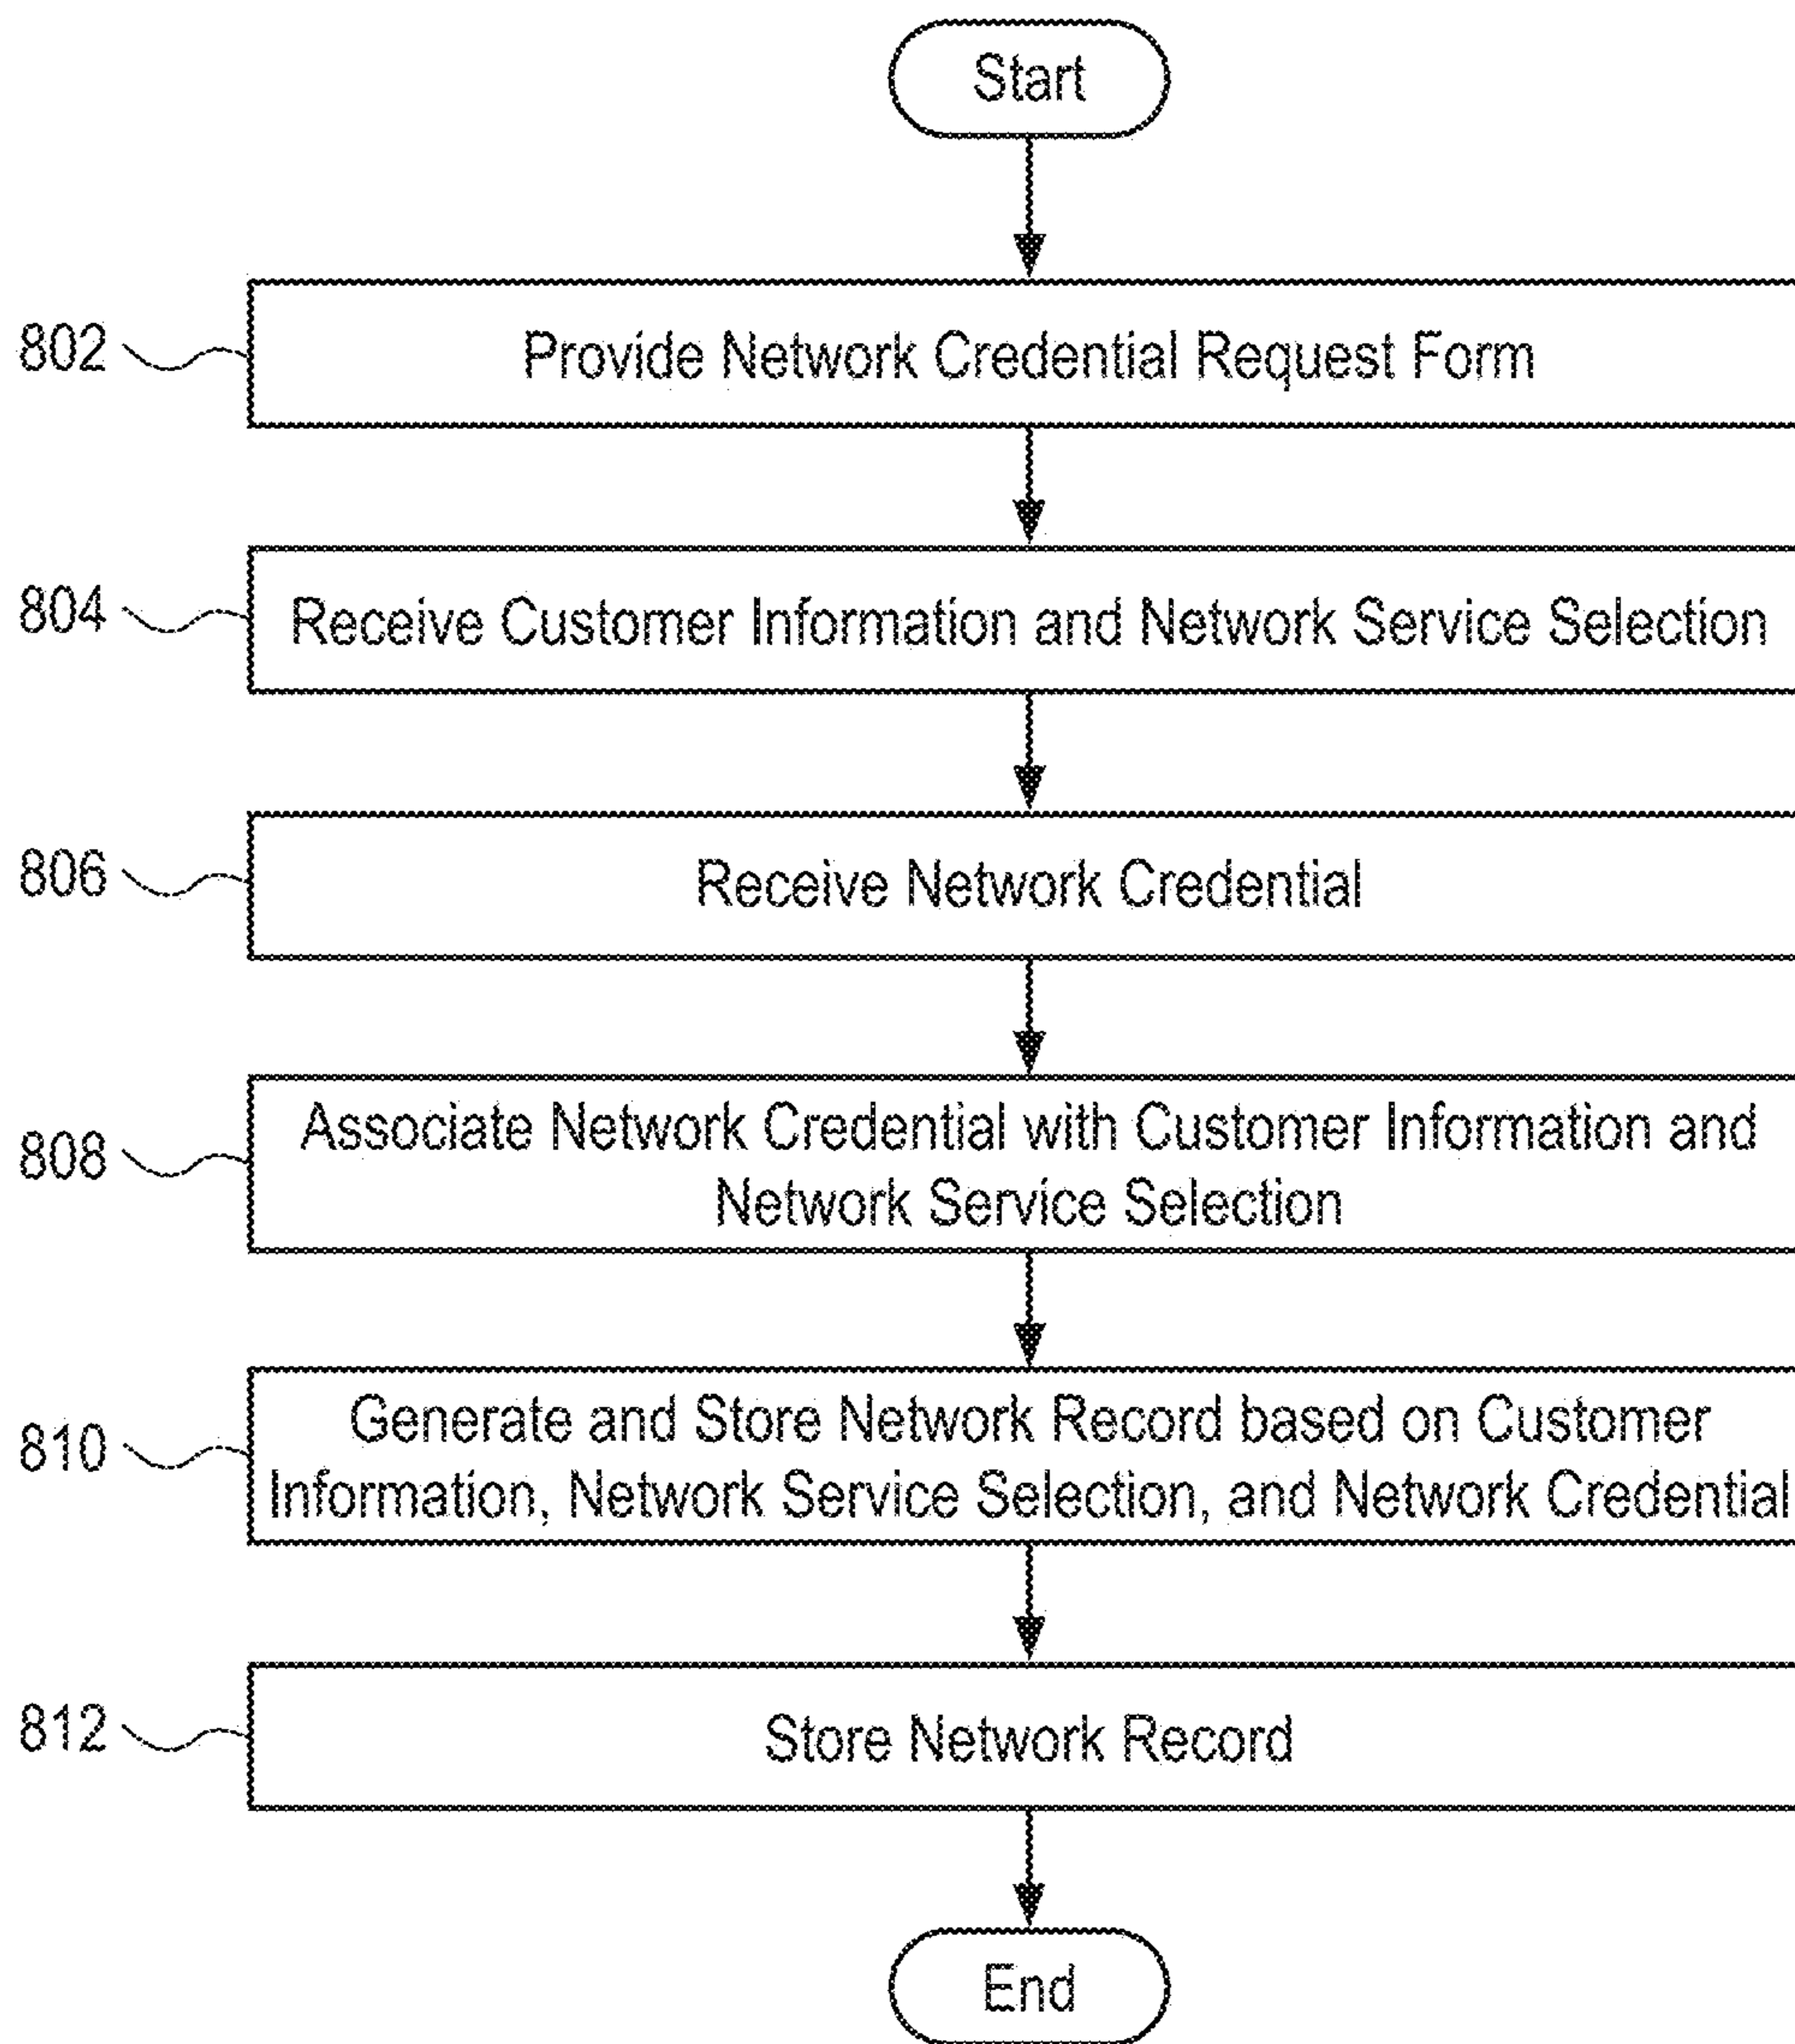 Start
802
Provide Network Credential Request Form
804
Receive Customer Information and Network Service Selection
806
Receive Network Credential
808
Associate Network Credential with Customer Information and
Network Service Selection
810
Generate and Store Network Record based on Customer
Information, Network Service Selection, and Network Credential
812
Store Network Record
End